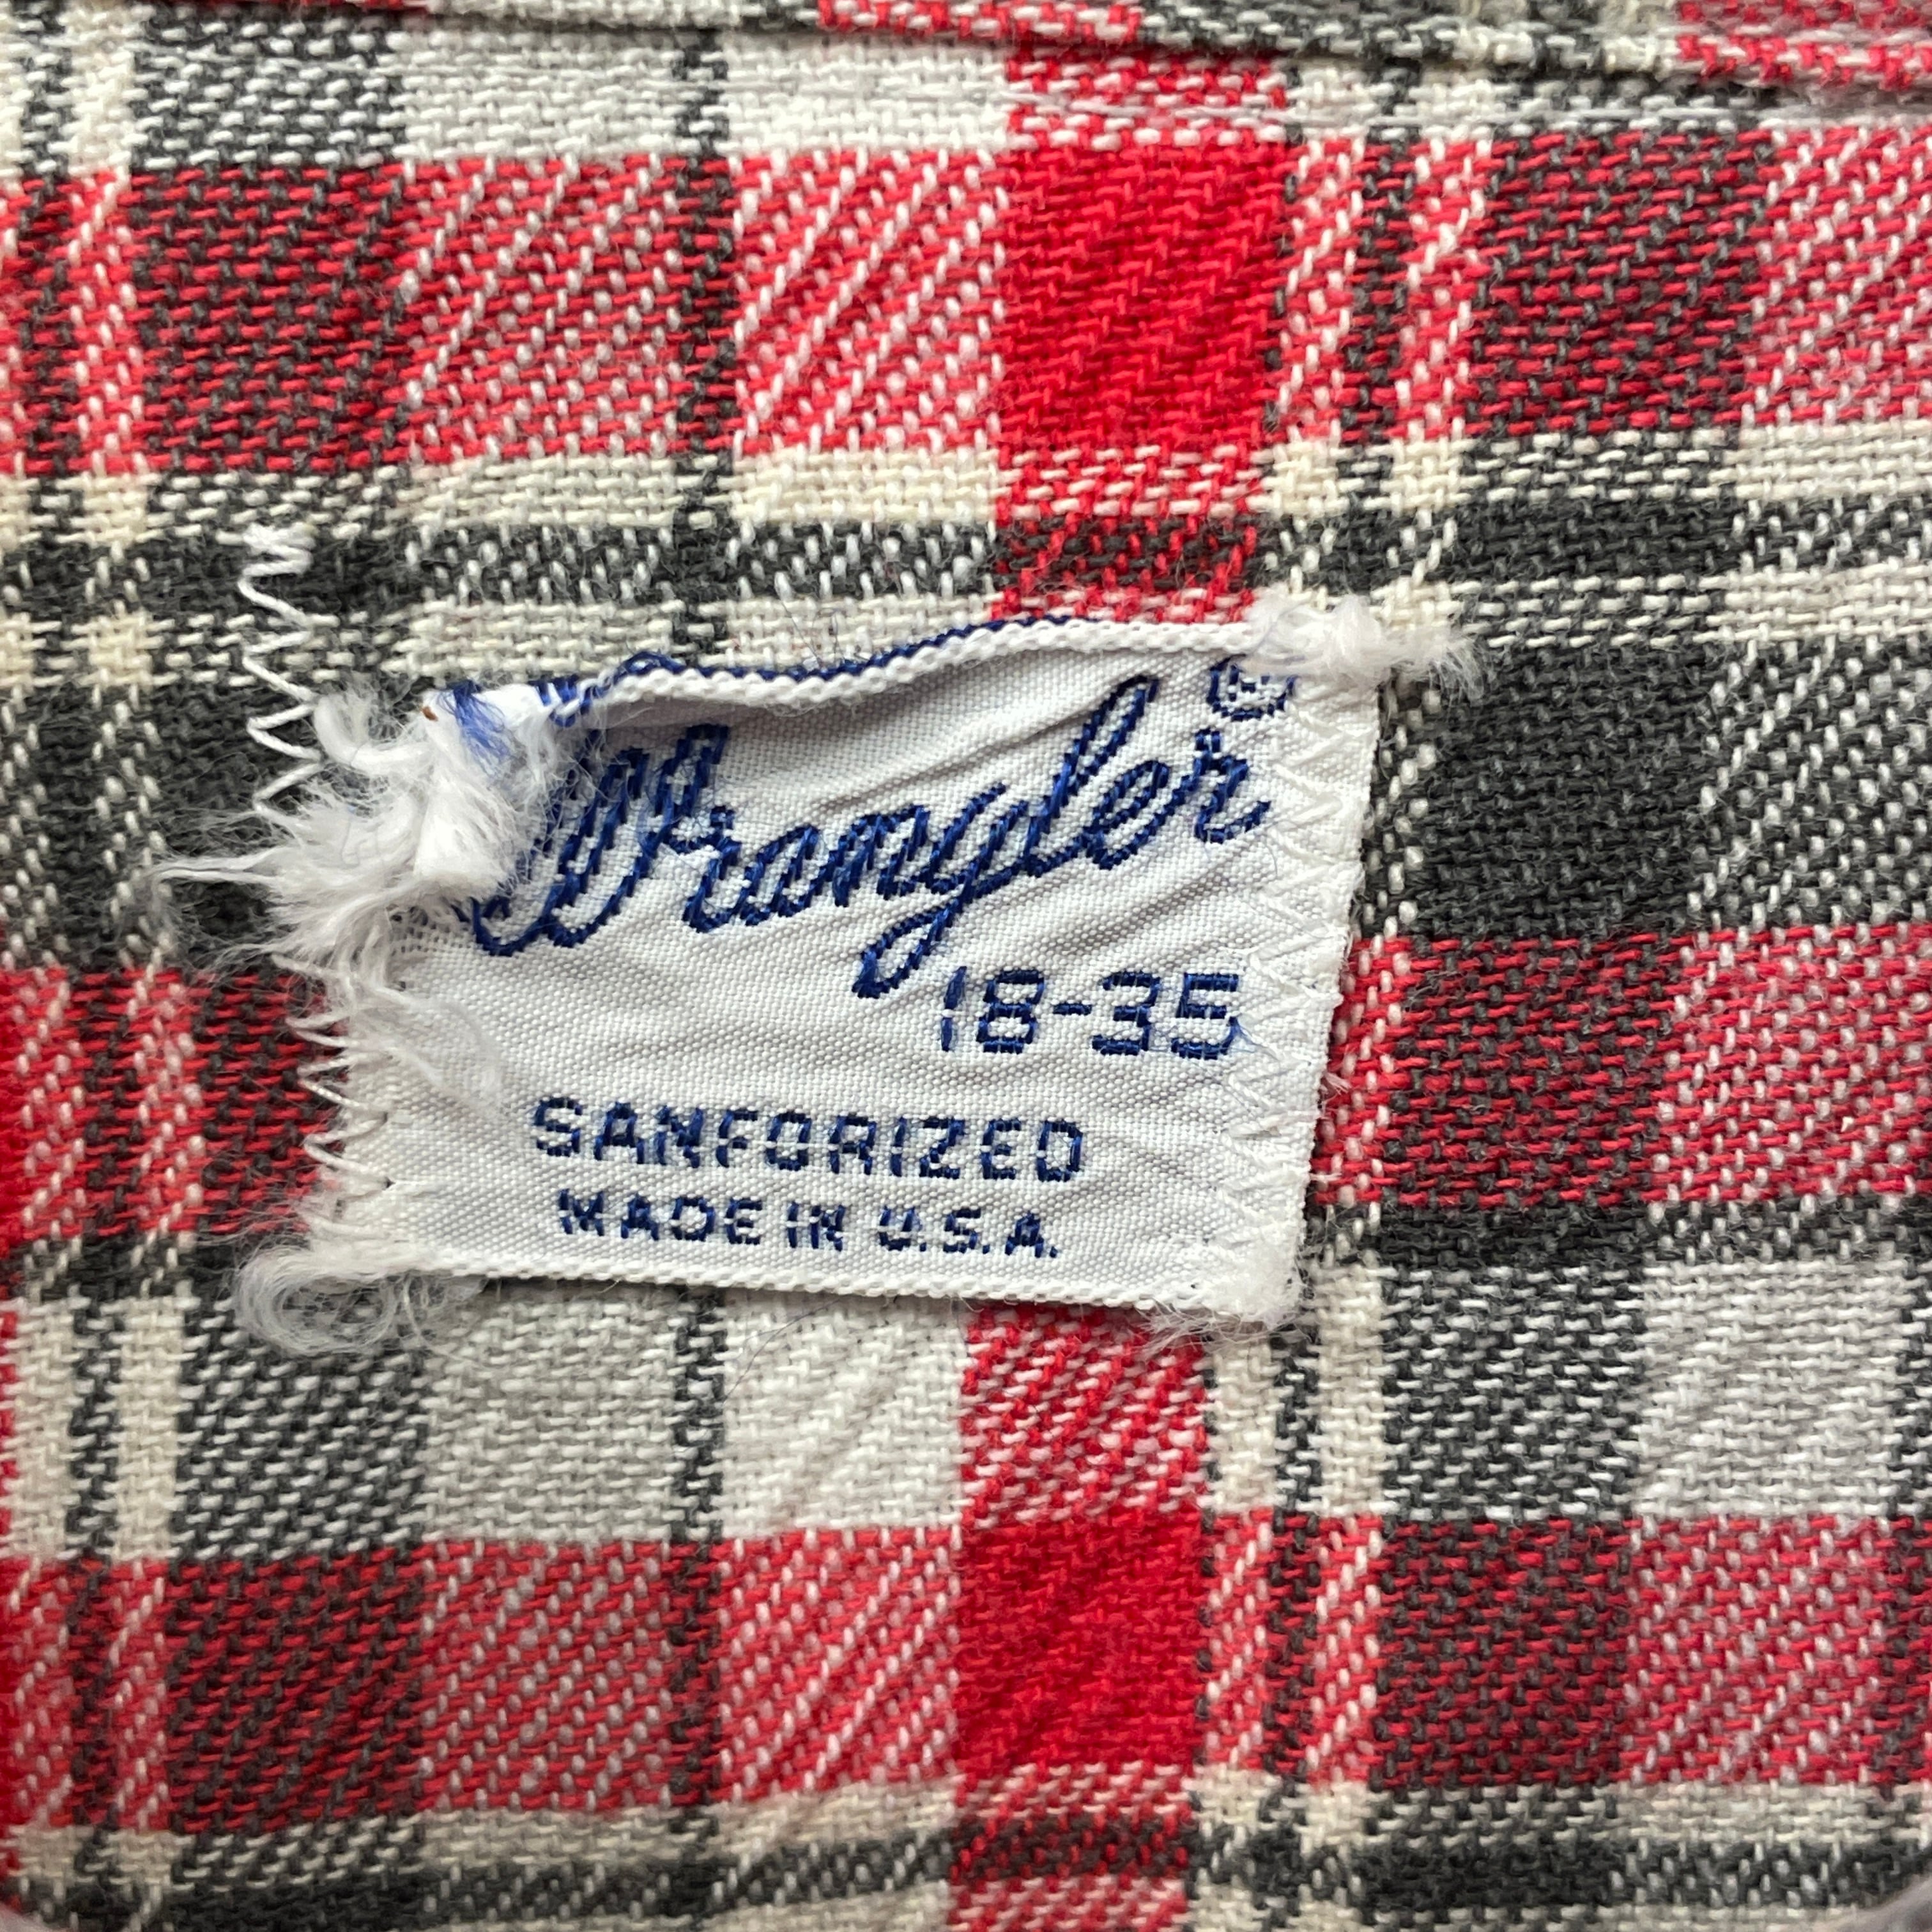 Wrangler®
18-35
SANFORIZED
MADE IN U.S.A.